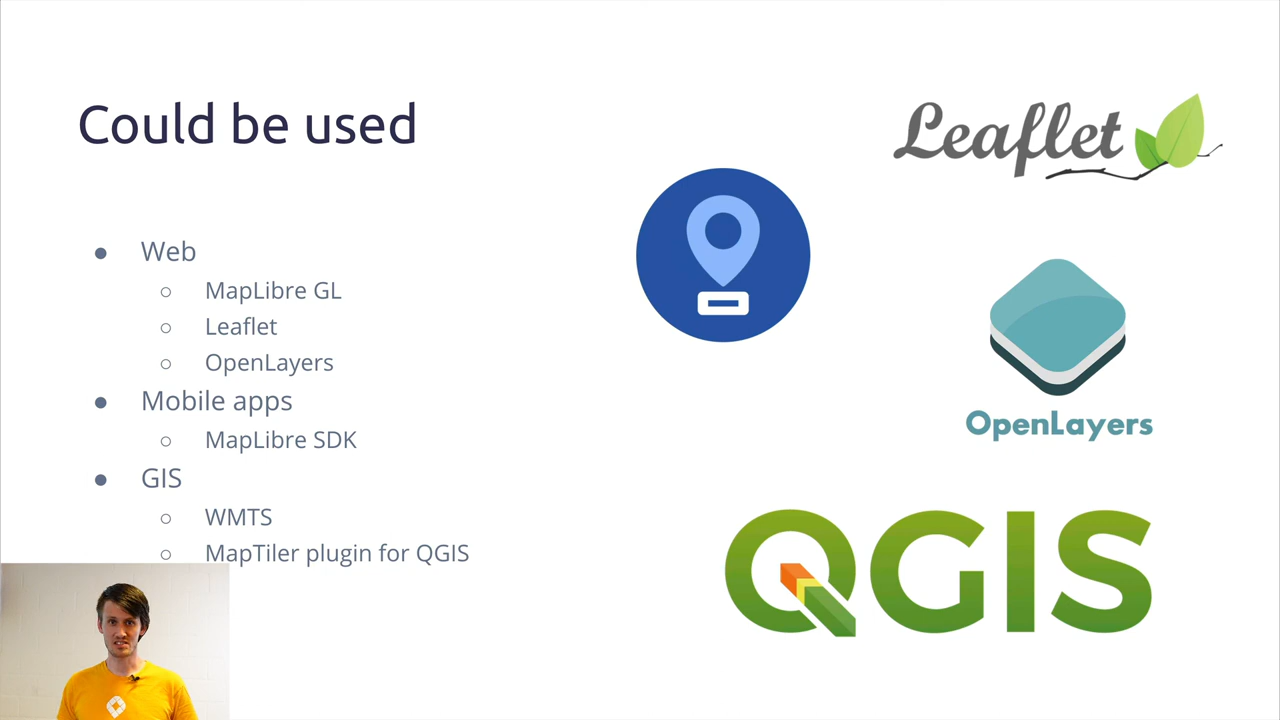 Could be used
Web
MapLibre GL
Leaflet
OpenLayers
Mobile apps
MapLibre SDK
GIS
WMTS
MapTiler plugin for QGIS
Leaflet
OpenLayers
QGIS